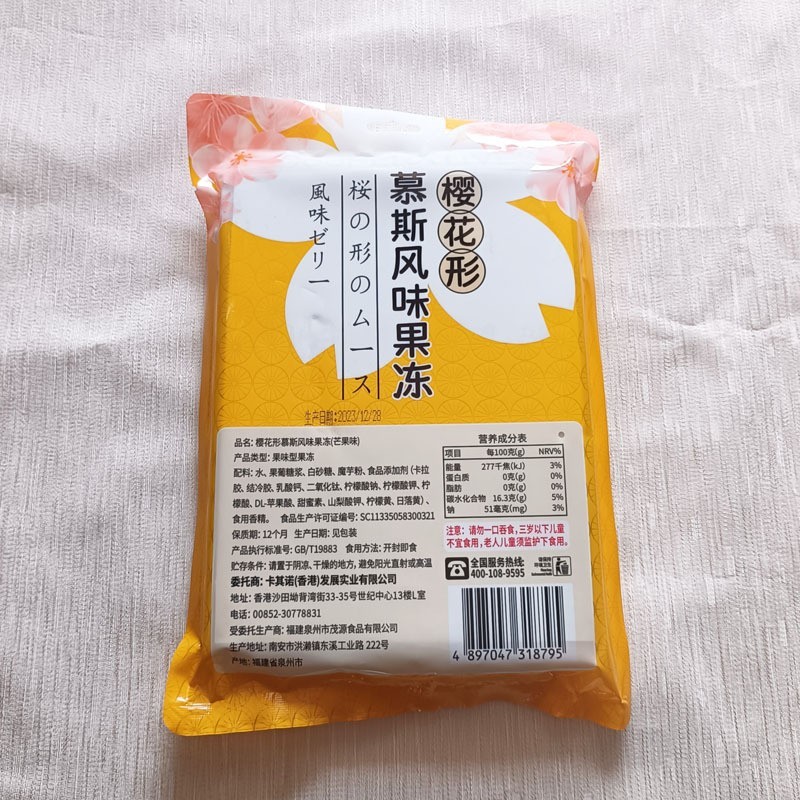 樱花形
慕斯风味果冻
桜の形のムース
風味ゼリー
生产日期:2023/12/28
品名: 樱花形慕斯风味果冻(芒果味)
产品类型: 果味型果冻
配料: 水、果葡糖浆、白砂糖、魔芋粉、食品添加剂 (卡拉
胶、结冷胶、乳酸钙、二氧化钛、柠檬酸钠、柠檬酸钾、柠
檬酸、DL-苹果酸、甜蜜素、山梨酸钾、柠檬黄、日落黄) 、
食用香精。 食品生产许可证编号: SC11335058300321
保质期: 12个月 生产日期: 见包装
产品执行标准号: GB/T19883 食用方法: 开封即食
贮存条件: 请置于阴凉、干燥的地方, 避免阳光直射或高温
委托商: 卡其诺(香港)发展实业有限公司
地址: 香港沙田坳背湾街33-35号世纪中心13楼L室
电话: 00852-30778831
受委托生产商: 福建泉州市茂源食品有限公司
生产地址: 南安市洪濑镇东溪工业路 222号
产地: 福建省泉州市
营养成分表
项目 每100克(g) NRV%
能量 277千焦(kJ) 3%
蛋白质 0克(g) 0%
脂肪 0克(g) 0%
碳水化合物 16.3克(g) 5%
钠 51毫克(mg) 3%
注意: 请勿一口吞食, 三岁以下儿童
不宜食用, 老人儿童须监护下食用。
全国服务热线:
400-108-9595
4 897047 318795